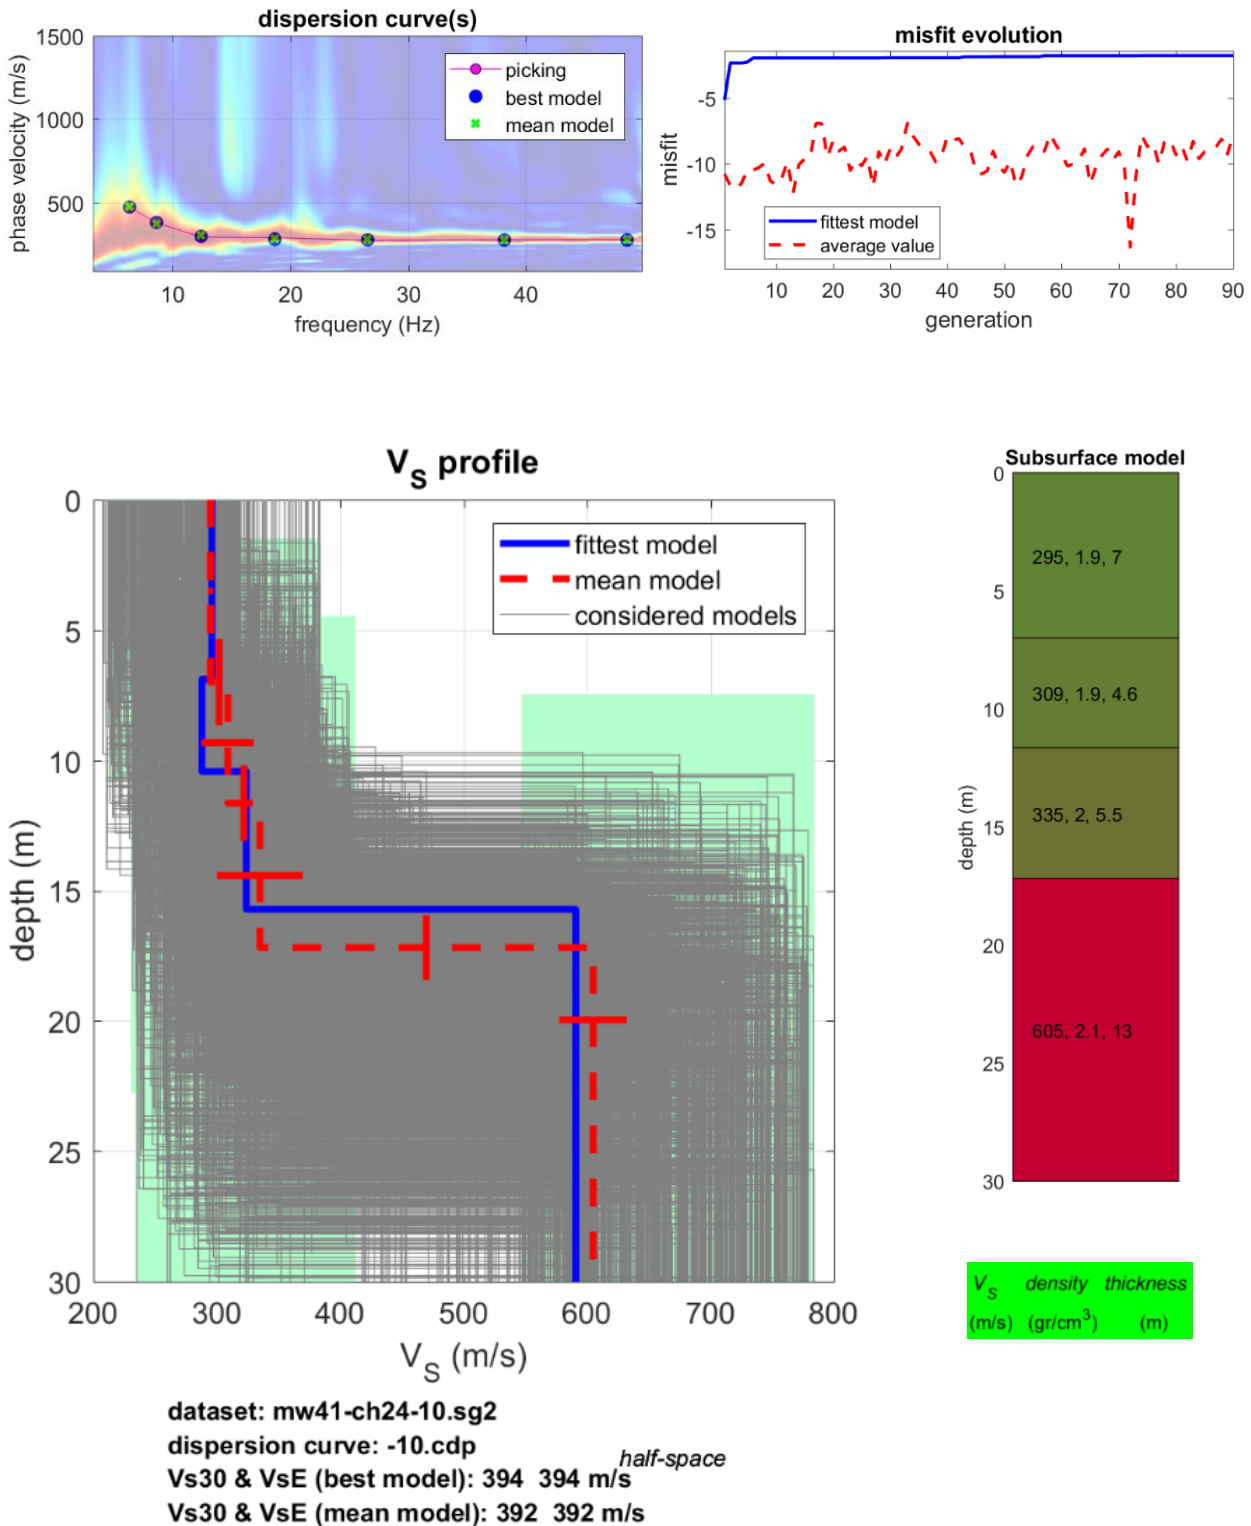 dispersion curve(s)
1500
1000
500
phase velocity (m/s)
picking
best model
mean model
10
20
30
40
frequency (Hz)
misfit evolution
-5
-10
-15
misfit
fittest model
average value
10
20
30
40
50
60
70
80
90
generation
VS profile
0
5
10
15
20
25
30
depth (m)
fittest model
mean model
considered models
200
300
400
500
600
700
800
VS (m/s)
Subsurface model
0
5
10
15
20
25
30
depth (m)
295, 1.9, 7
309, 1.9, 4.6
335, 2, 5.5
605, 2.1, 13
VS density thickness
(m/s) (gr/cm3) (m)
dataset: mw41-ch24-10.sg2
dispersion curve: -10.cdp
half-space
Vs30 & VsE (best model): 394 394 m/s
Vs30 & VsE (mean model): 392 392 m/s